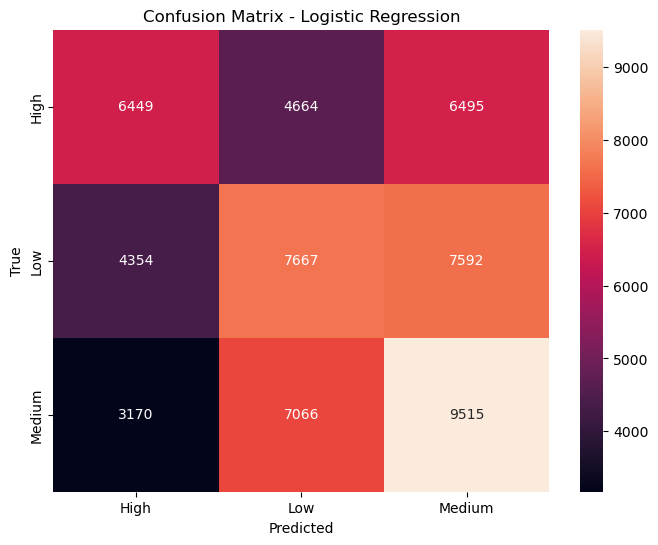 Confusion Matrix - Logistic Regression
High 6449 4664 6495
Low 4354 7667 7592
Medium 3170 7066 9515
True
High Low Medium
Predicted
9000
8000
7000
6000
5000
4000